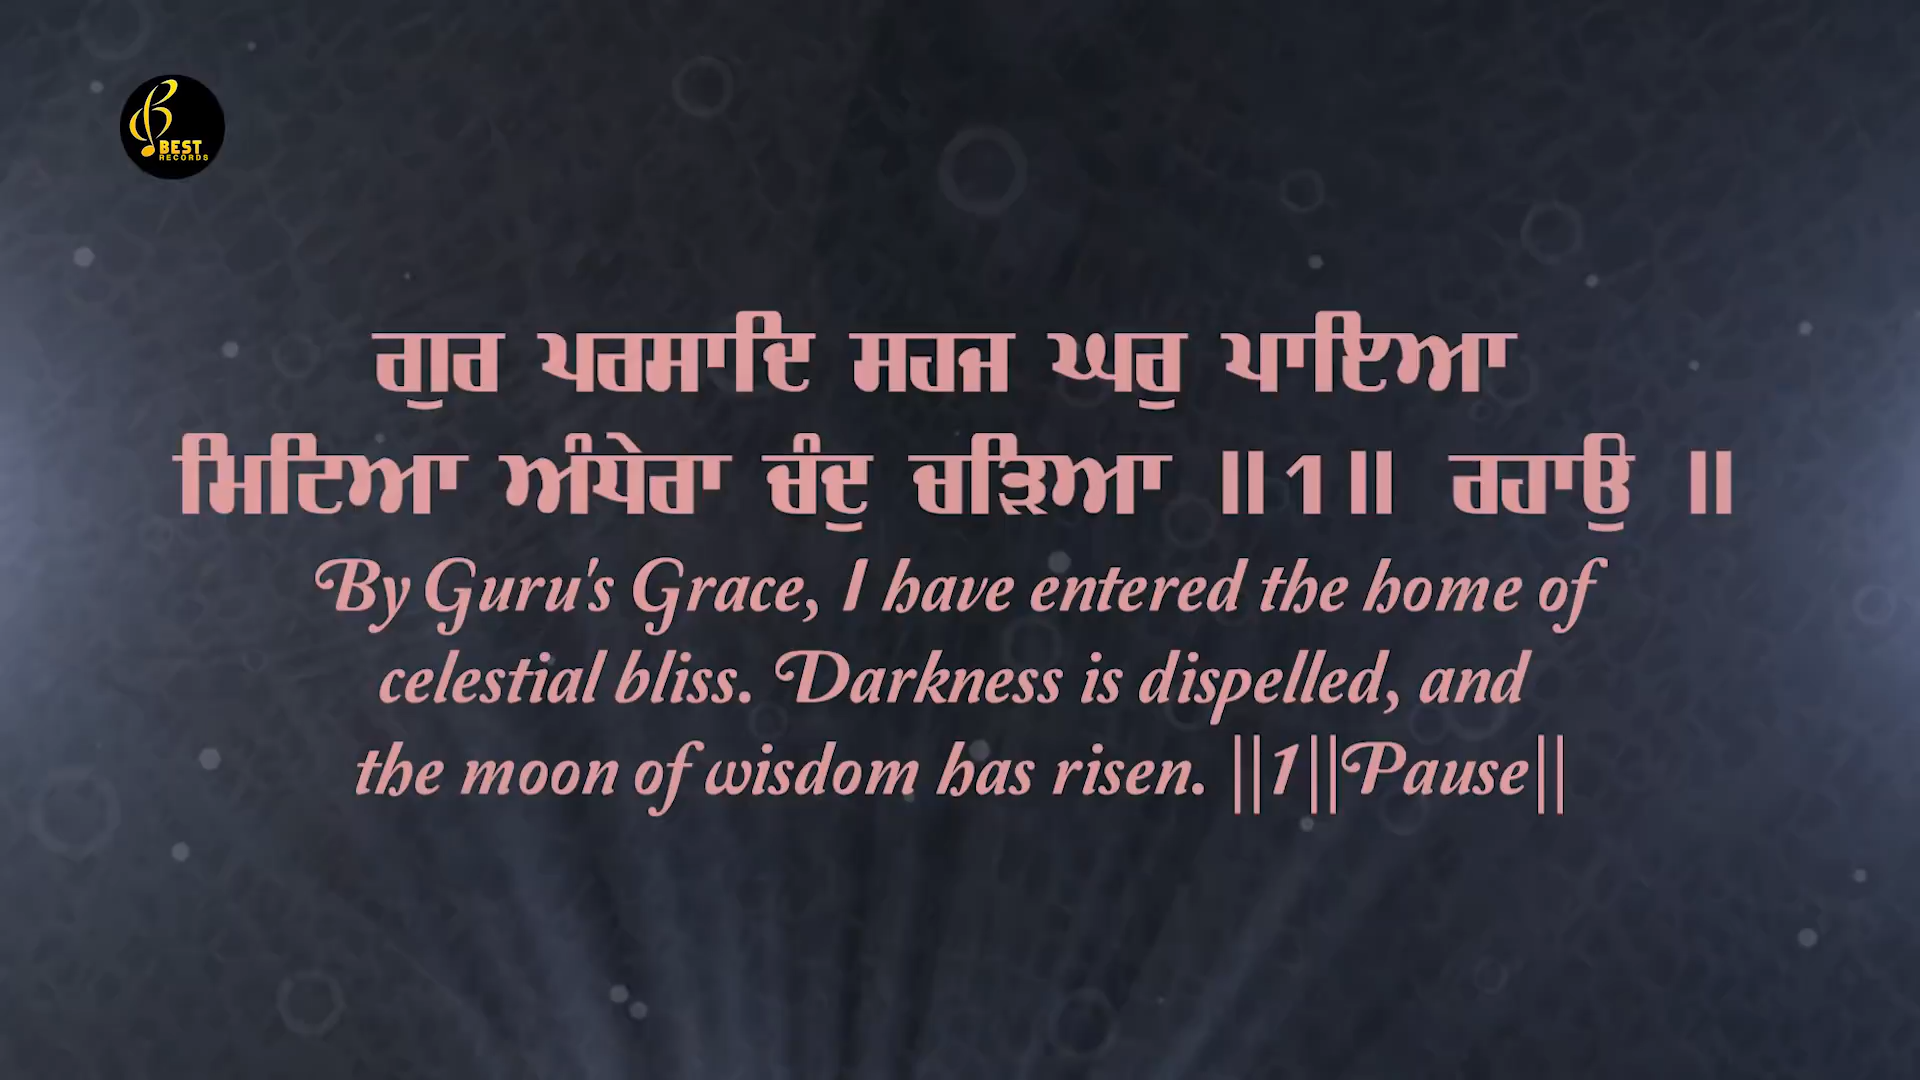 BEST
RECORDS
ਗੁਰ ਪਰਸਾਦਿ ਸਹਜ ਘਰੁ ਪਾਇਆ
ਮਿਟਿਆ ਅੰਧੇਰਾ ਚੰਦੁ ਚੜਿਆ ॥1॥ ਰਹਾਉ ॥
By Guru's Grace, I have entered the home of
celestial bliss. Darkness is dispelled, and
the moon of wisdom has risen. ||1||Pause||